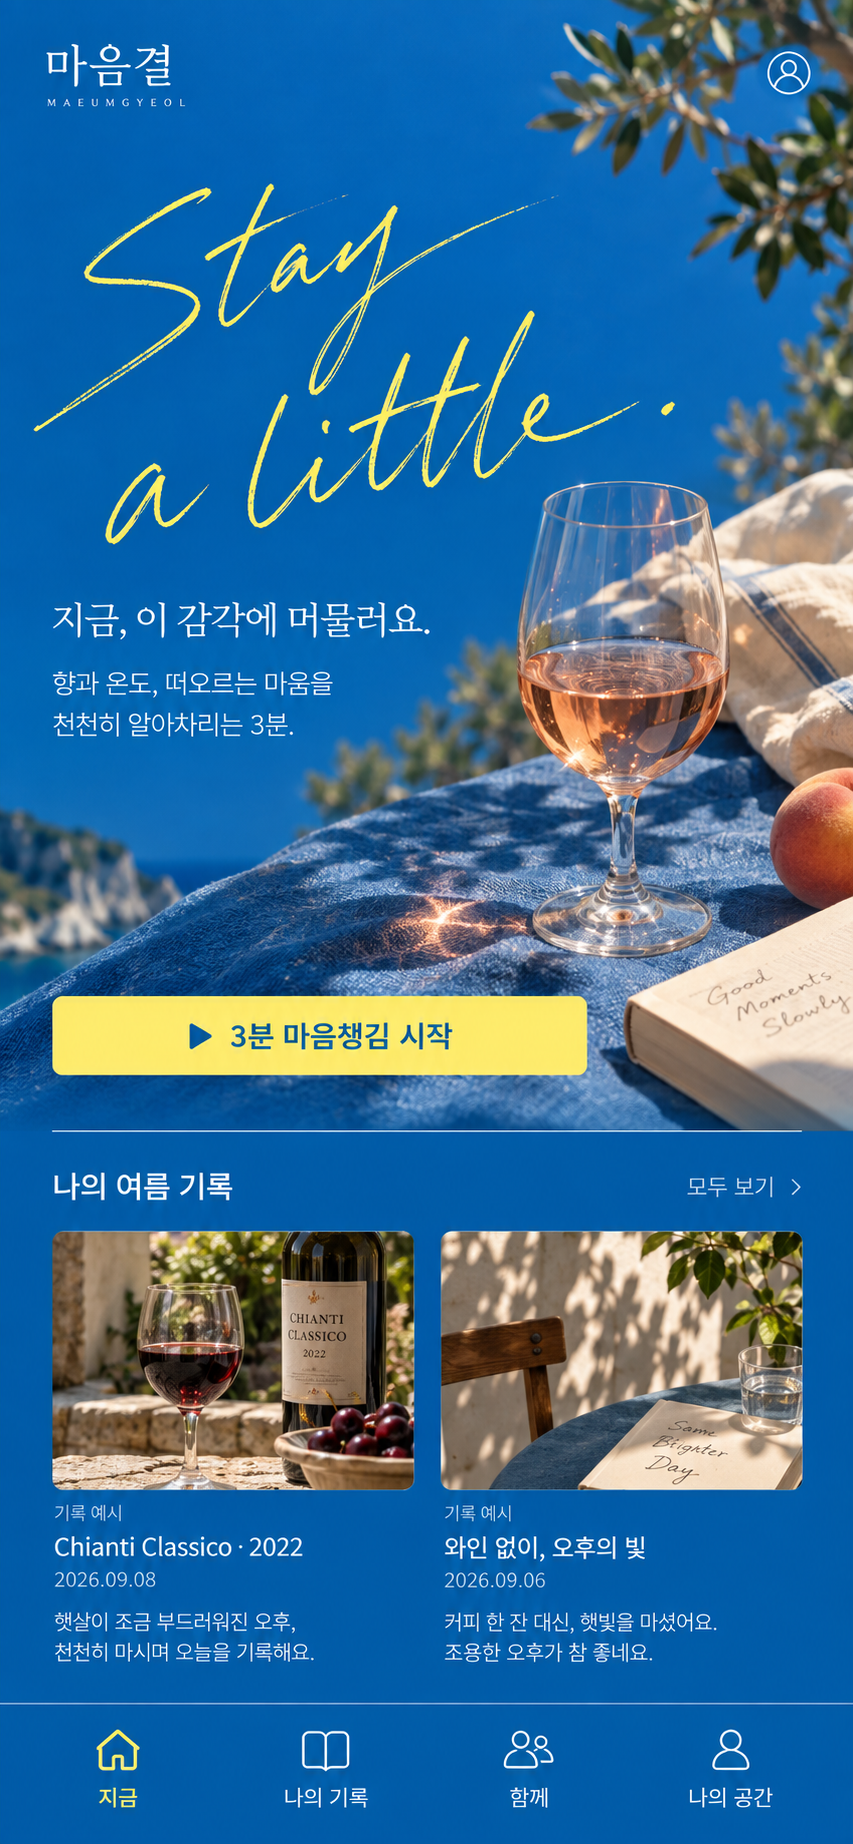 마음결
MAEUMGYEOL
Stay
a little.
지금, 이 감각에 머물러요.
향과 온도, 떠오르는 마움을
천천히 알아차리는 3분.
Good
Moments
Slowly
3분 마음챙김 시작
나의 여름 기록
모두 보기
CHIANTI
CLASSICO
2022
Same
Btighter
Day
기록 예시
Chianti Classico · 2022
2026.09.08
햇살이 조금 부드러워진 오후,
천천히 마시며 오늘을 기록해요.
기록 예시
와인 없이, 오후의 빛
2026.09.06
커피 한 잔 대신, 햇빛을 마셨어요.
조용한 오후가 참 좋네요.
지금
나의 기록
함께
나의 공간